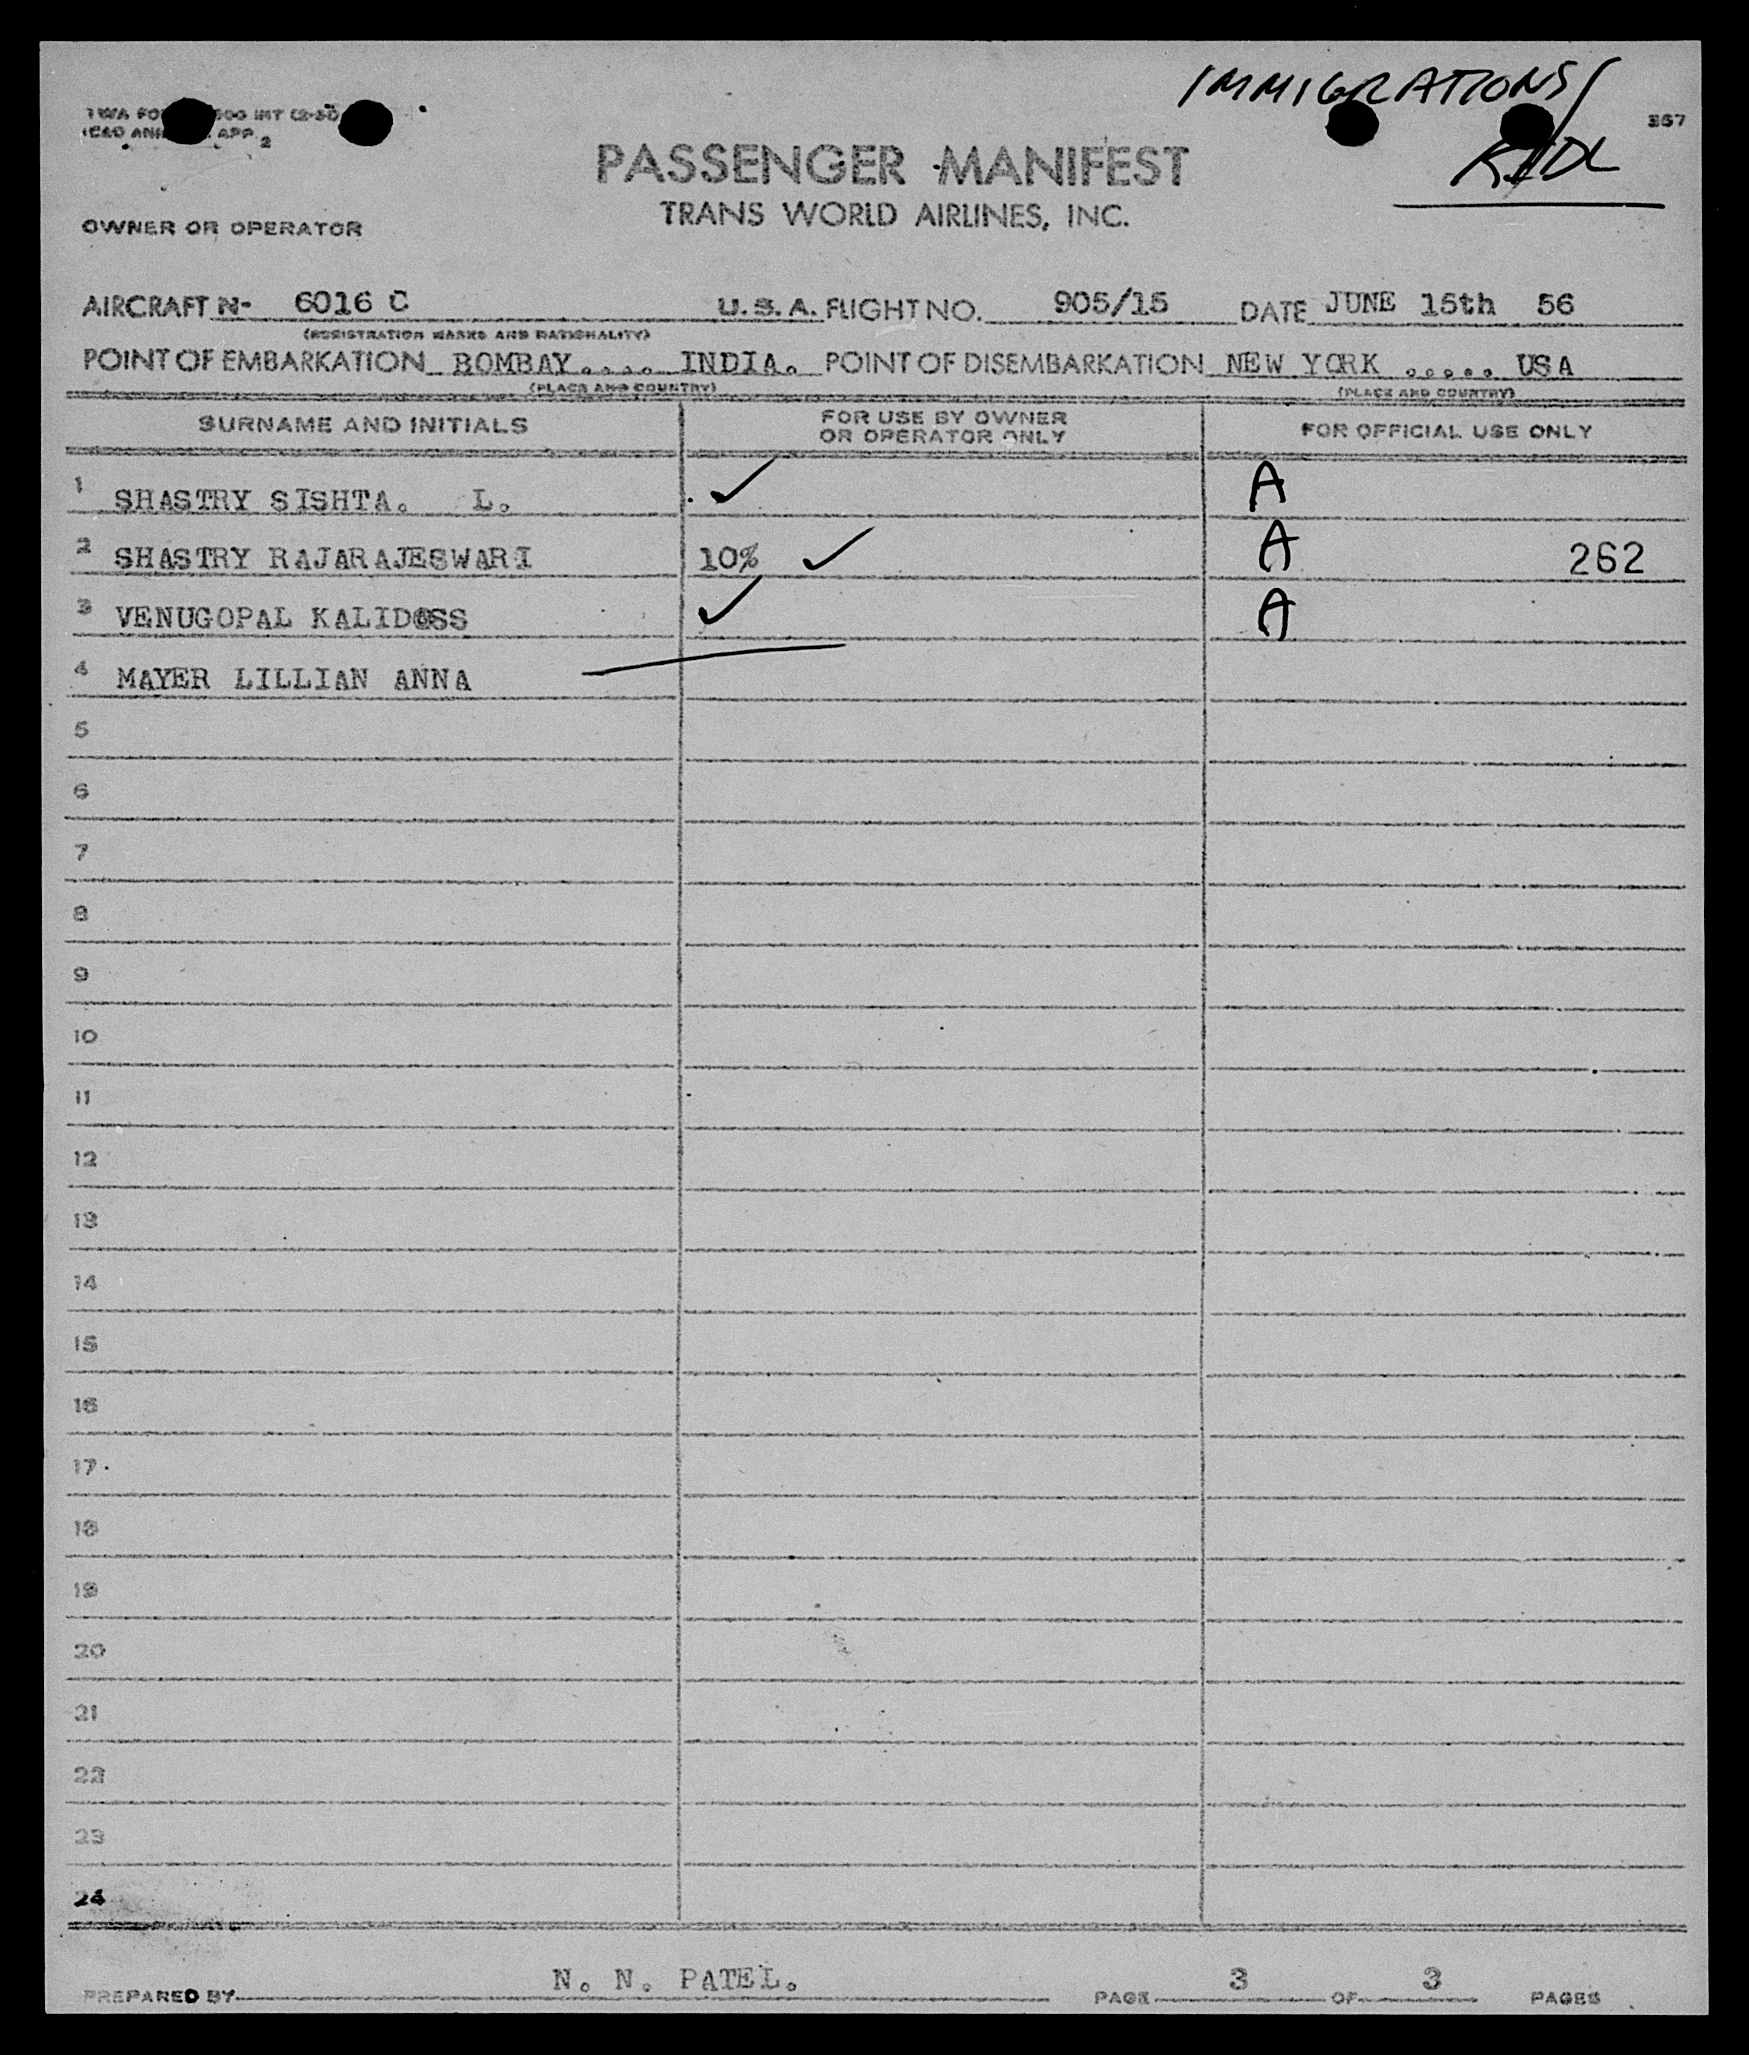 IMMIGRATIONS/
357
APP. 2
PASSENGER MANIFEST
TRANS WORLD AIRLINES, INC.
OWNER OR OPERATOR
AIRCRAFT N- 6016 C U.S.A. FLIGHT NO. 905/15 DATE JUNE 15th 56
(REGISTRATION MARKS AND NATIONALITY)
POINT OF EMBARKATION BOMBAY.... INDIA. POINT OF DISEMBARKATION NEW YORK ..... USA
(PLACE AND COUNTRY) (PLACE AND COUNTRY)
SURNAME AND INITIALS FOR USE BY OWNER OR OPERATOR ONLY FOR OFFICIAL USE ONLY
1 SHASTRY SISHTA. L. ✓ A
2 SHASTRY RAJARAJESWARI 10% ✓ A 262
3 VENUGOPAL KALIDOSS ✓ A
4 MAYER LILLIAN ANNA
5
6
7
8
9
10
11
12
13
14
15
16
17
18
19
20
21
22
23
24
PREPARED BY N. N. PATEL. PAGE 3 OF 3 PAGES